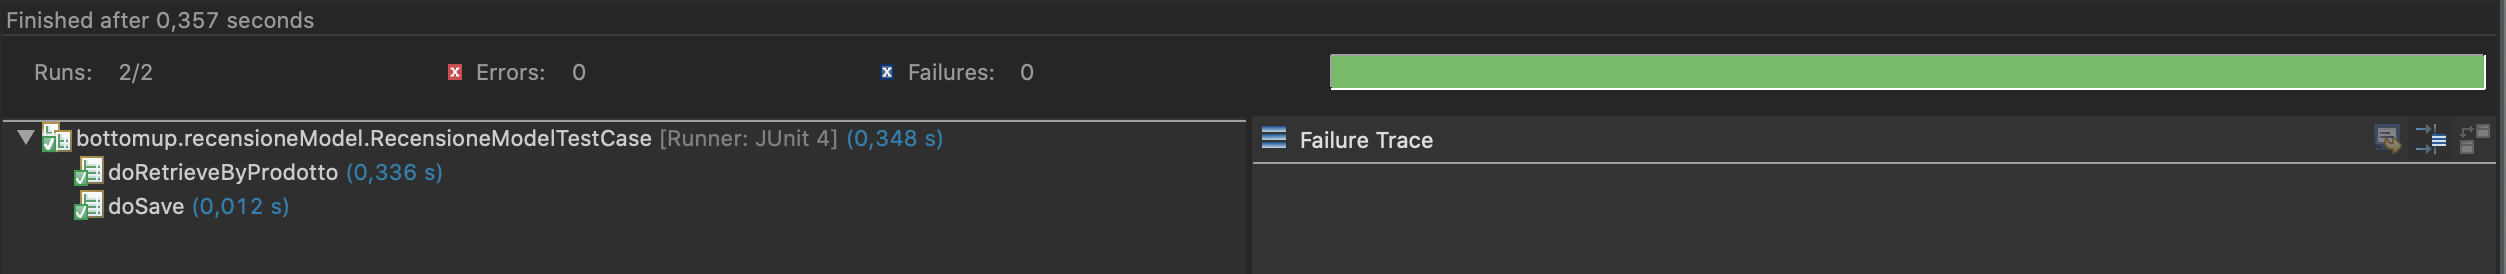 Finished after 0,357 seconds
Runs: 2/2 Errors: 0 Failures: 0
bottomup.recensioneModel.RecensioneModelTestCase [Runner: JUnit 4] (0,348 s)
doRetrieveByProdotto (0,336 s)
doSave (0,012 s)
Failure Trace